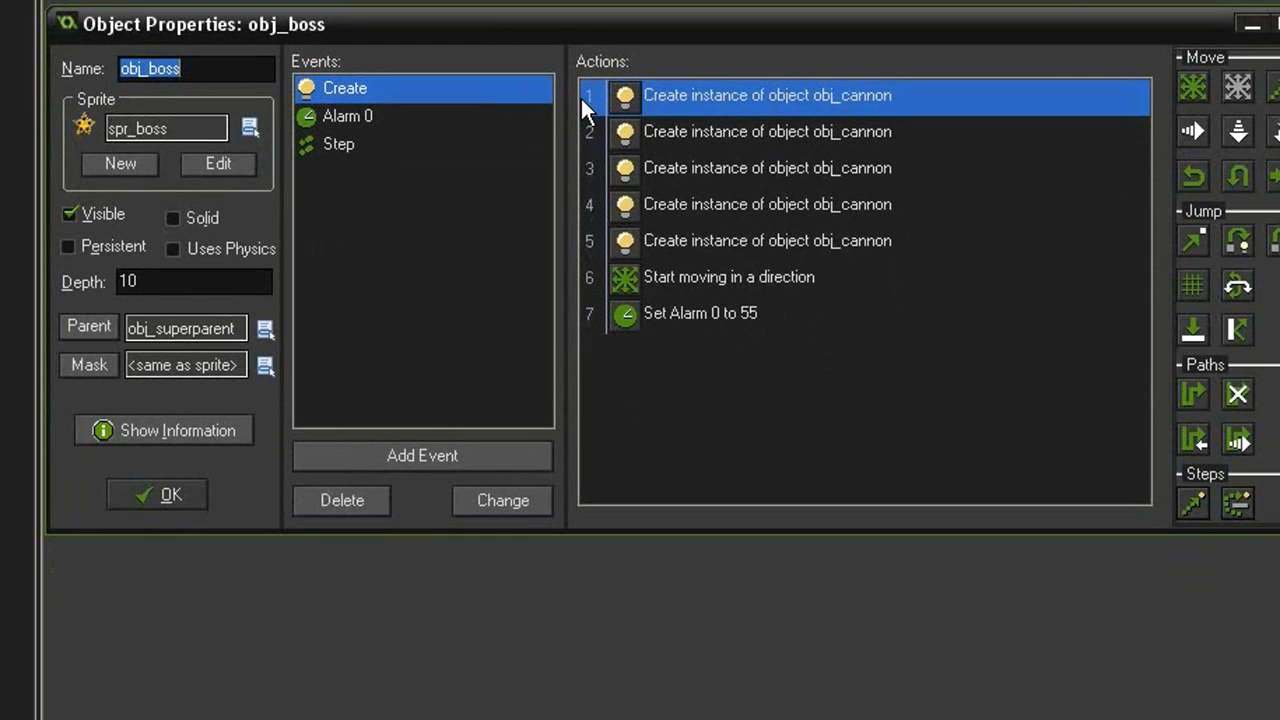 Object Properties: obj_boss
Name: obj_boss
Sprite
spr_boss
New Edit
Visible Solid
Persistent Uses Physics
Depth: 10
Parent obj_superparent
Mask <same as sprite>
Show Information
OK
Events:
Create
Alarm 0
Step
Add Event
Delete Change
Actions:
1 Create instance of object obj_cannon
2 Create instance of object obj_cannon
3 Create instance of object obj_cannon
4 Create instance of object obj_cannon
5 Create instance of object obj_cannon
6 Start moving in a direction
7 Set Alarm 0 to 55
Move
Jump
Paths
Steps